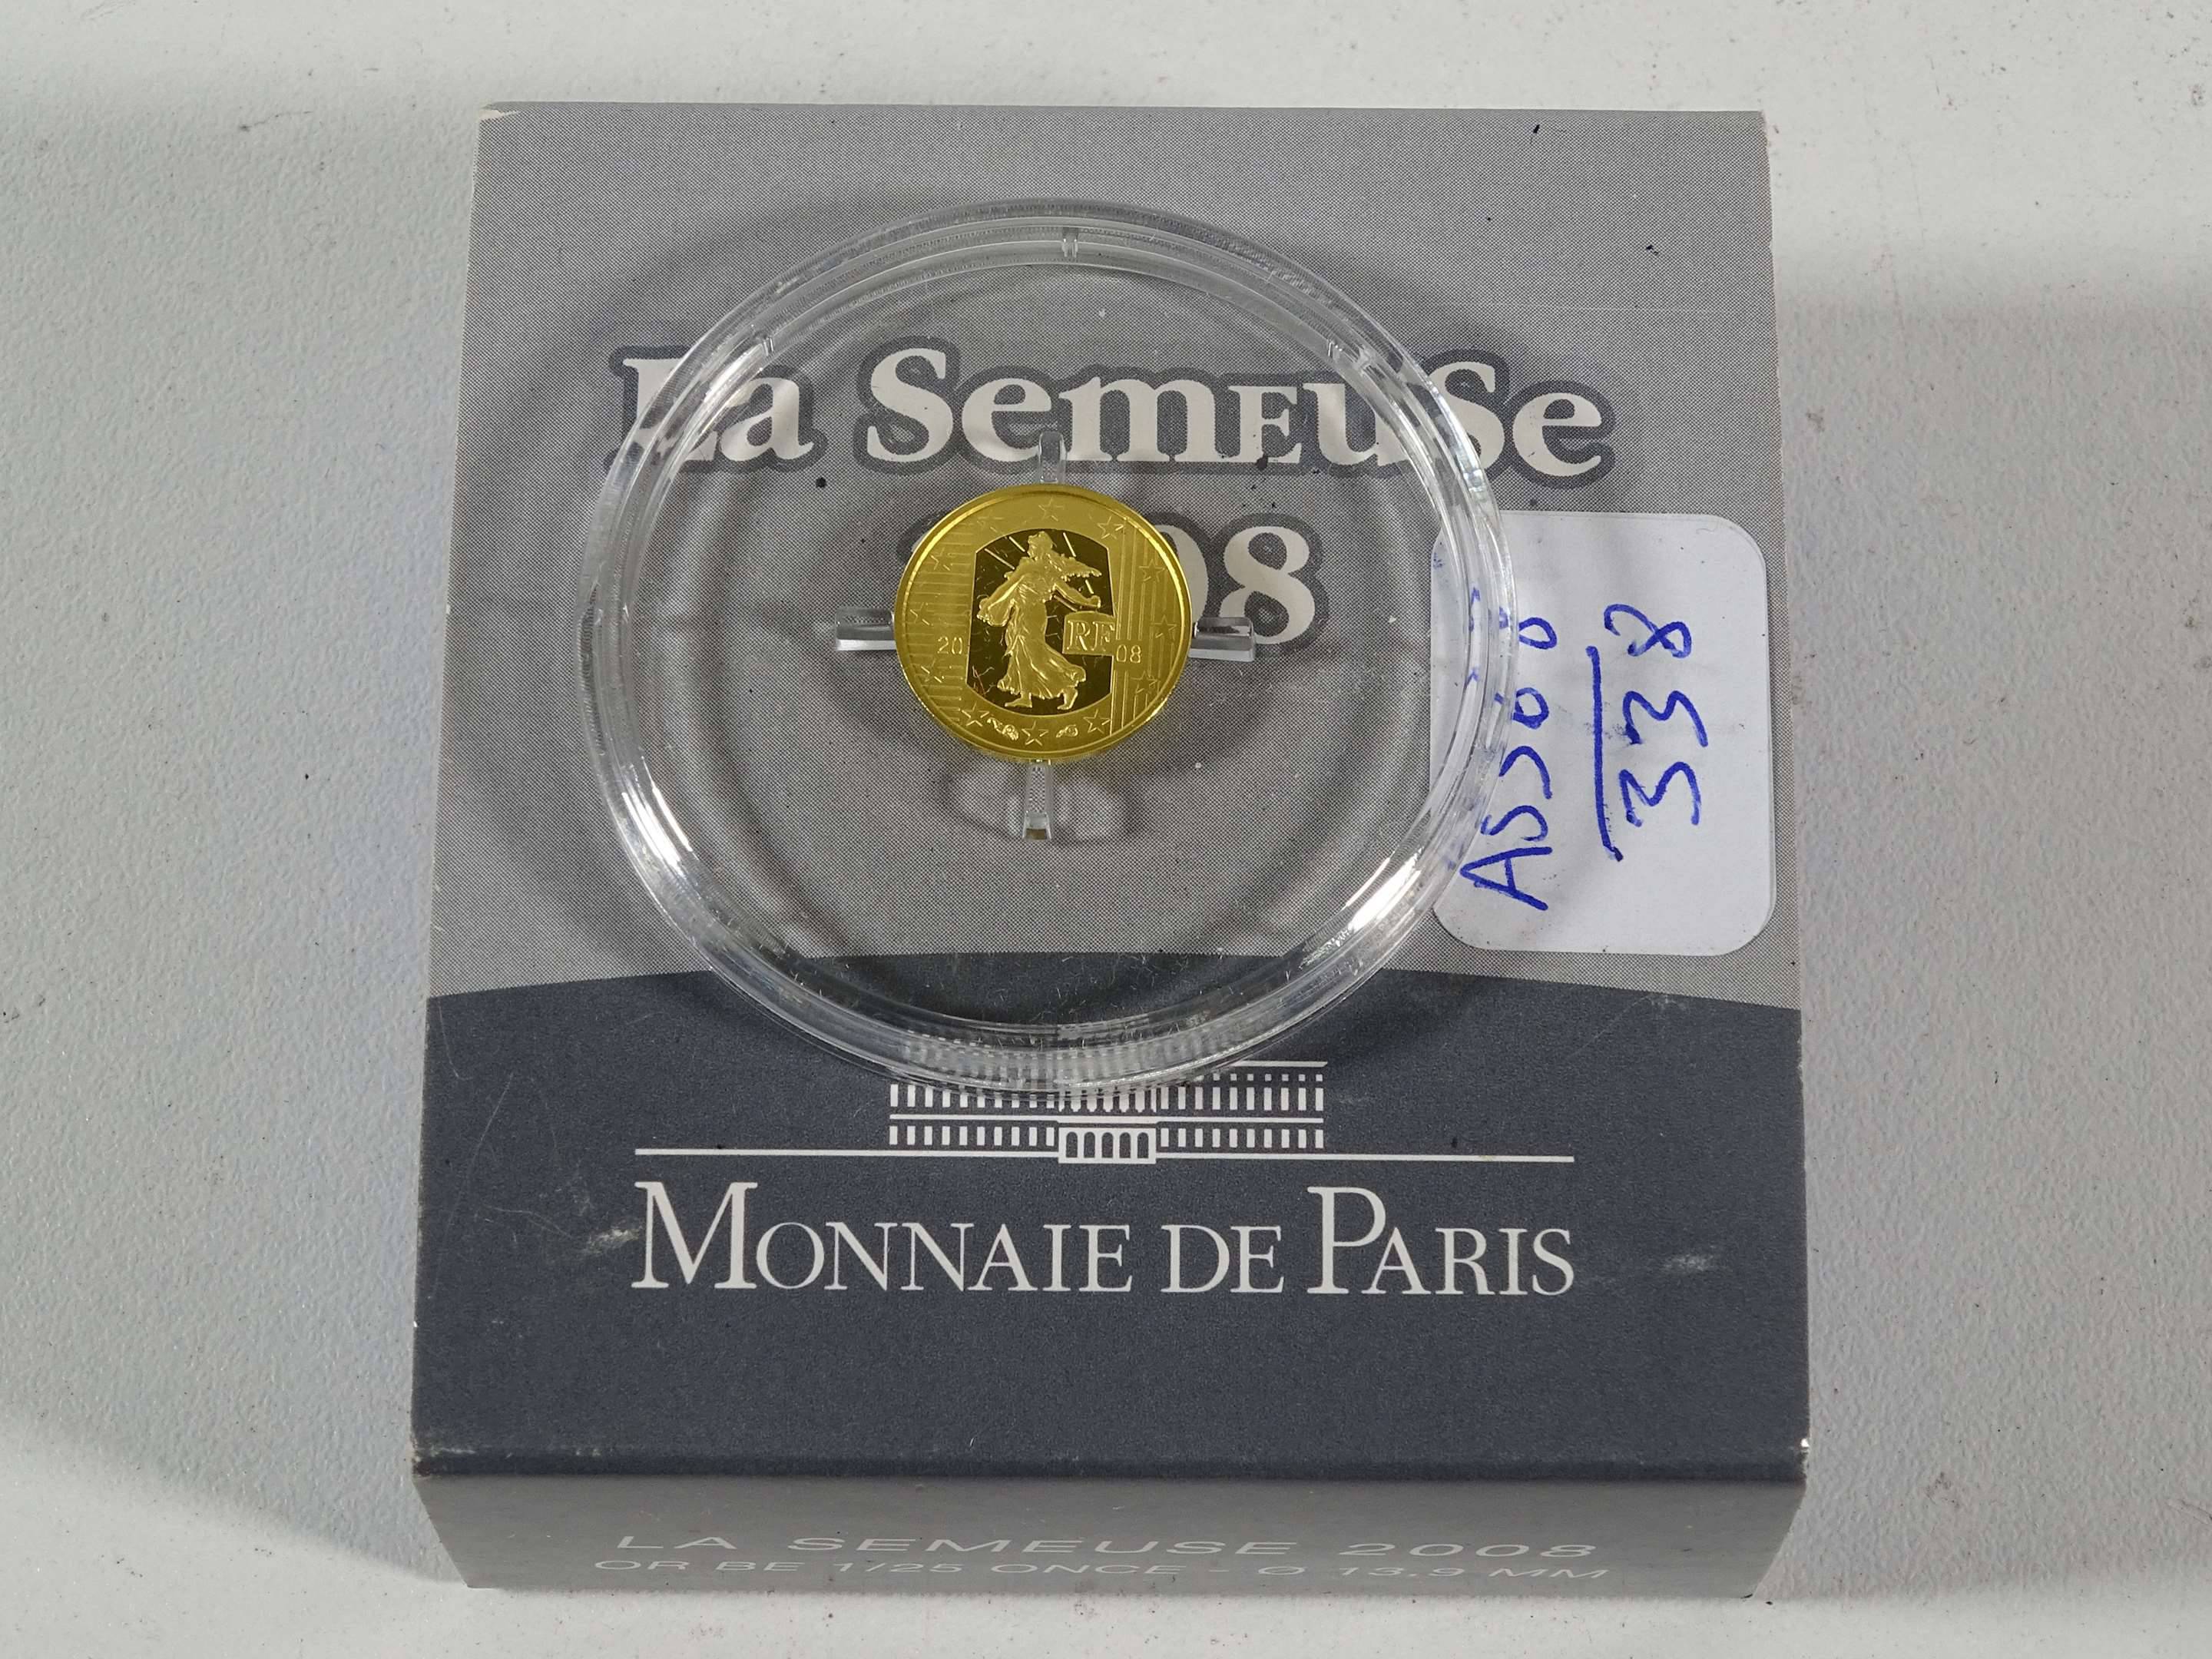 La Semeuse
2008
20 RF 08
338
MONNAIE DE PARIS
LA SEMEUSE 2008
OR BE 1/25 ONCE - Ø 13,9 MM